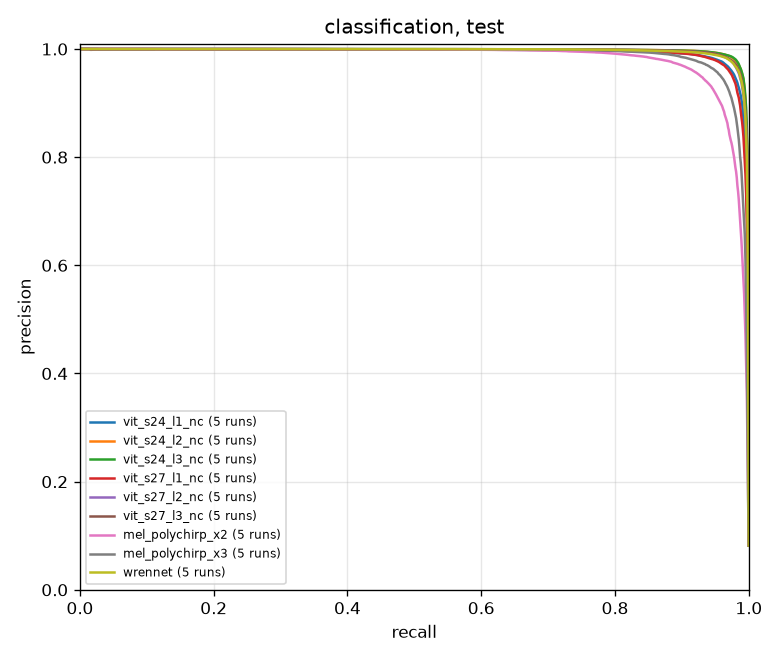 classification, test
1.0
0.8
0.6
0.4
0.2
0.0
precision
vit_s24_l1_nc (5 runs)
vit_s24_l2_nc (5 runs)
vit_s24_l3_nc (5 runs)
vit_s27_l1_nc (5 runs)
vit_s27_l2_nc (5 runs)
vit_s27_l3_nc (5 runs)
mel_polychirp_x2 (5 runs)
mel_polychirp_x3 (5 runs)
wrennet (5 runs)
0.0 0.2 0.4 0.6 0.8 1.0
recall